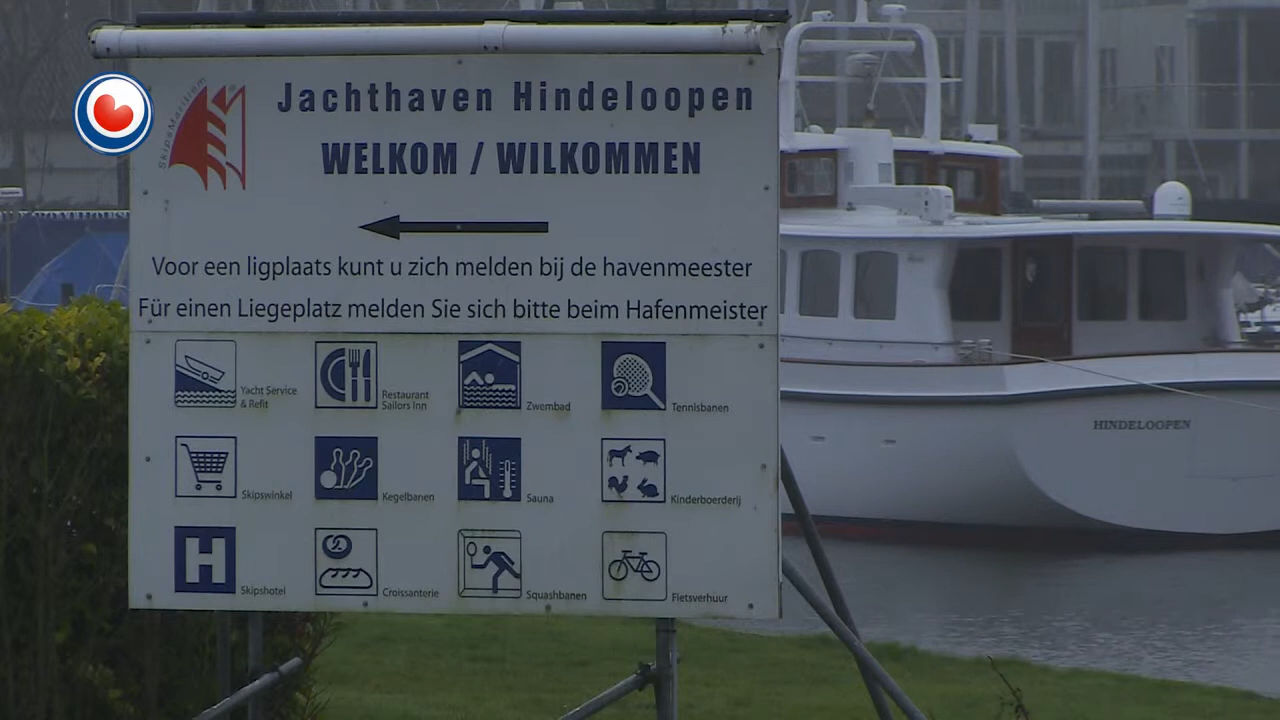 SkipsMaritiem
Jachthaven Hindeloopen
WELKOM / WILKOMMEN
Voor een ligplaats kunt u zich melden bij de havenmeester
Für einen Liegeplatz melden Sie sich bitte beim Hafenmeister
Yacht Service
& Refit
Restaurant
Sailors Inn
Zwembad
Tennisbanen
Skipswinkel
Kegelbanen
Sauna
Kinderboerderij
H
Skipshotel
Croissanterie
Squashbanen
Fietsverhuur
HINDELOOPEN